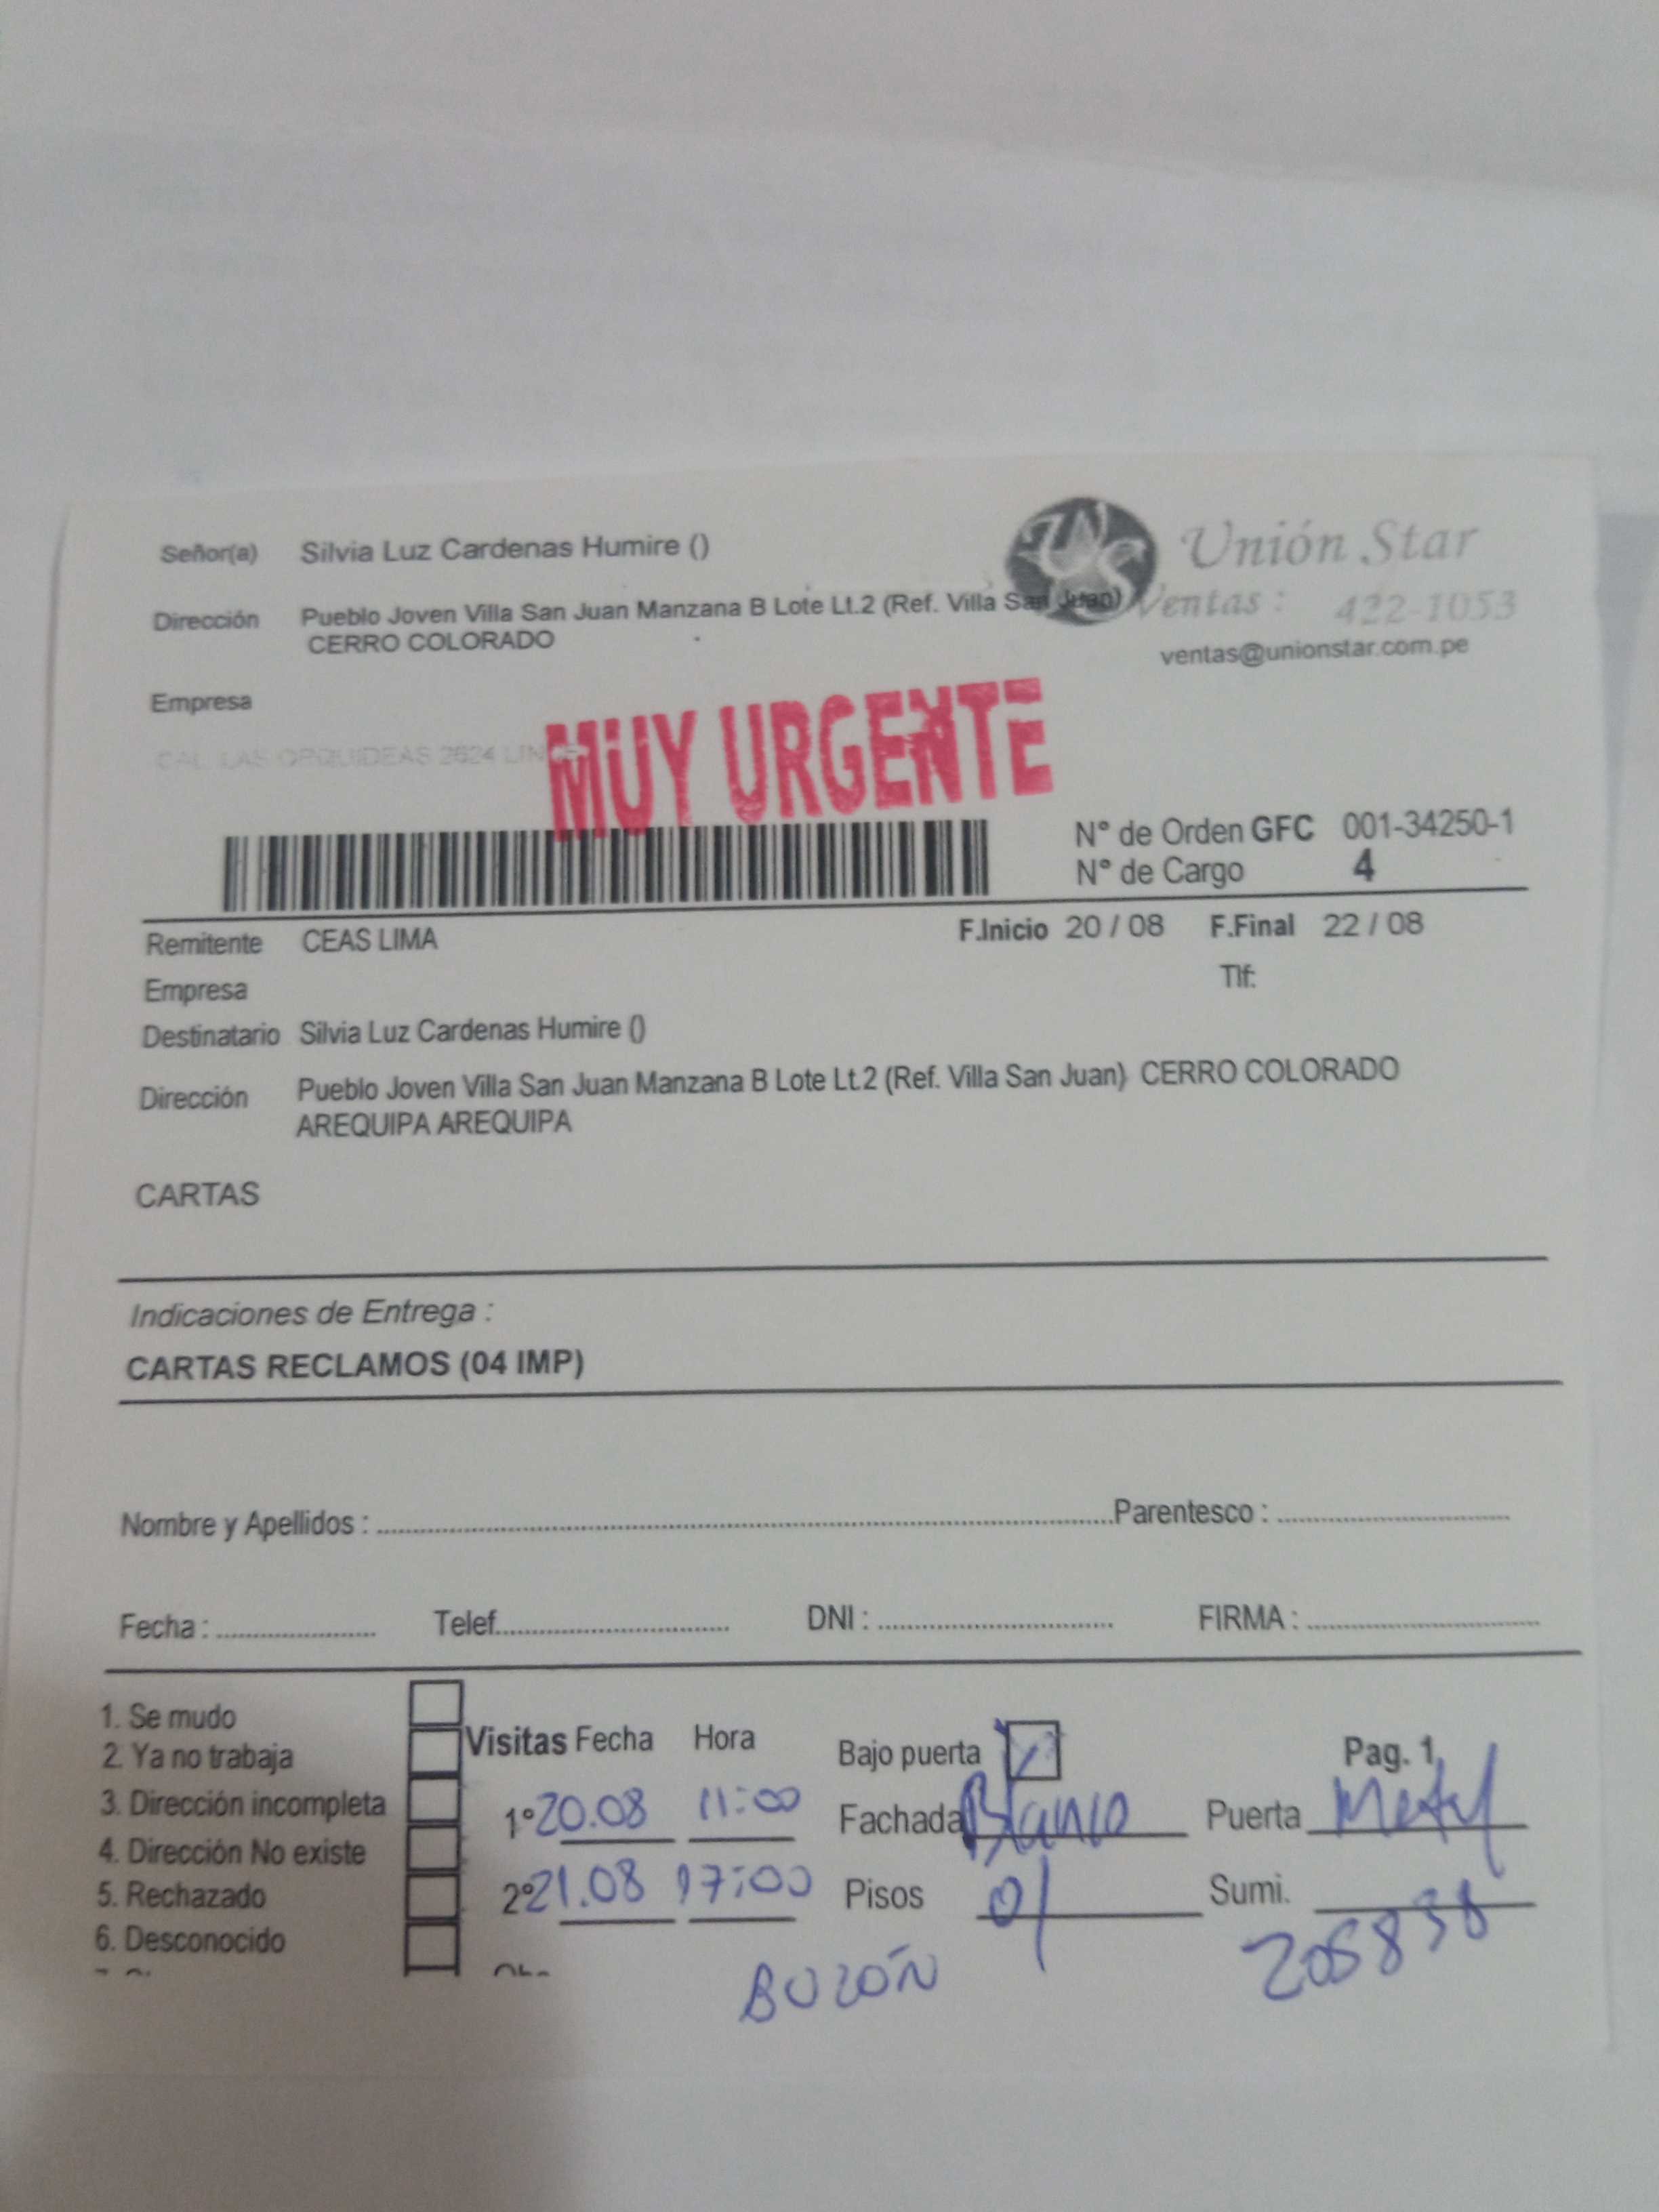 Señor(a) Silvia Luz Cardenas Humire ()
Unión Star
Dirección Pueblo Joven Villa San Juan Manzana B Lote Lt.2 (Ref. Villa San Juan)
CERRO COLORADO
Ventas : 422-1053
ventas@unionstar.com.pe
Empresa
CAL LAS ORQUIDEAS 2624 LINCE
MUY URGENTE
N° de Orden GFC 001-34250-1
N° de Cargo 4
Remitente CEAS LIMA F.Inicio 20 / 08 F.Final 22 / 08
Empresa Tlf:
Destinatario Silvia Luz Cardenas Humire ()
Dirección Pueblo Joven Villa San Juan Manzana B Lote Lt.2 (Ref. Villa San Juan) CERRO COLORADO
AREQUIPA AREQUIPA
CARTAS
Indicaciones de Entrega :
CARTAS RECLAMOS (04 IMP)
Nombre y Apellidos : Parentesco :
Fecha : Telef. DNI : FIRMA :
1. Se mudo
2. Ya no trabaja
3. Dirección incompleta
4. Dirección No existe
5. Rechazado
6. Desconocido
Visitas Fecha Hora
1° 20.08 11:00
2° 21.08 17:00
Bajo puerta Pag. 1
Fachada Blanco Puerta Metal
Pisos 01 Sumi.
205838
BUZÓN